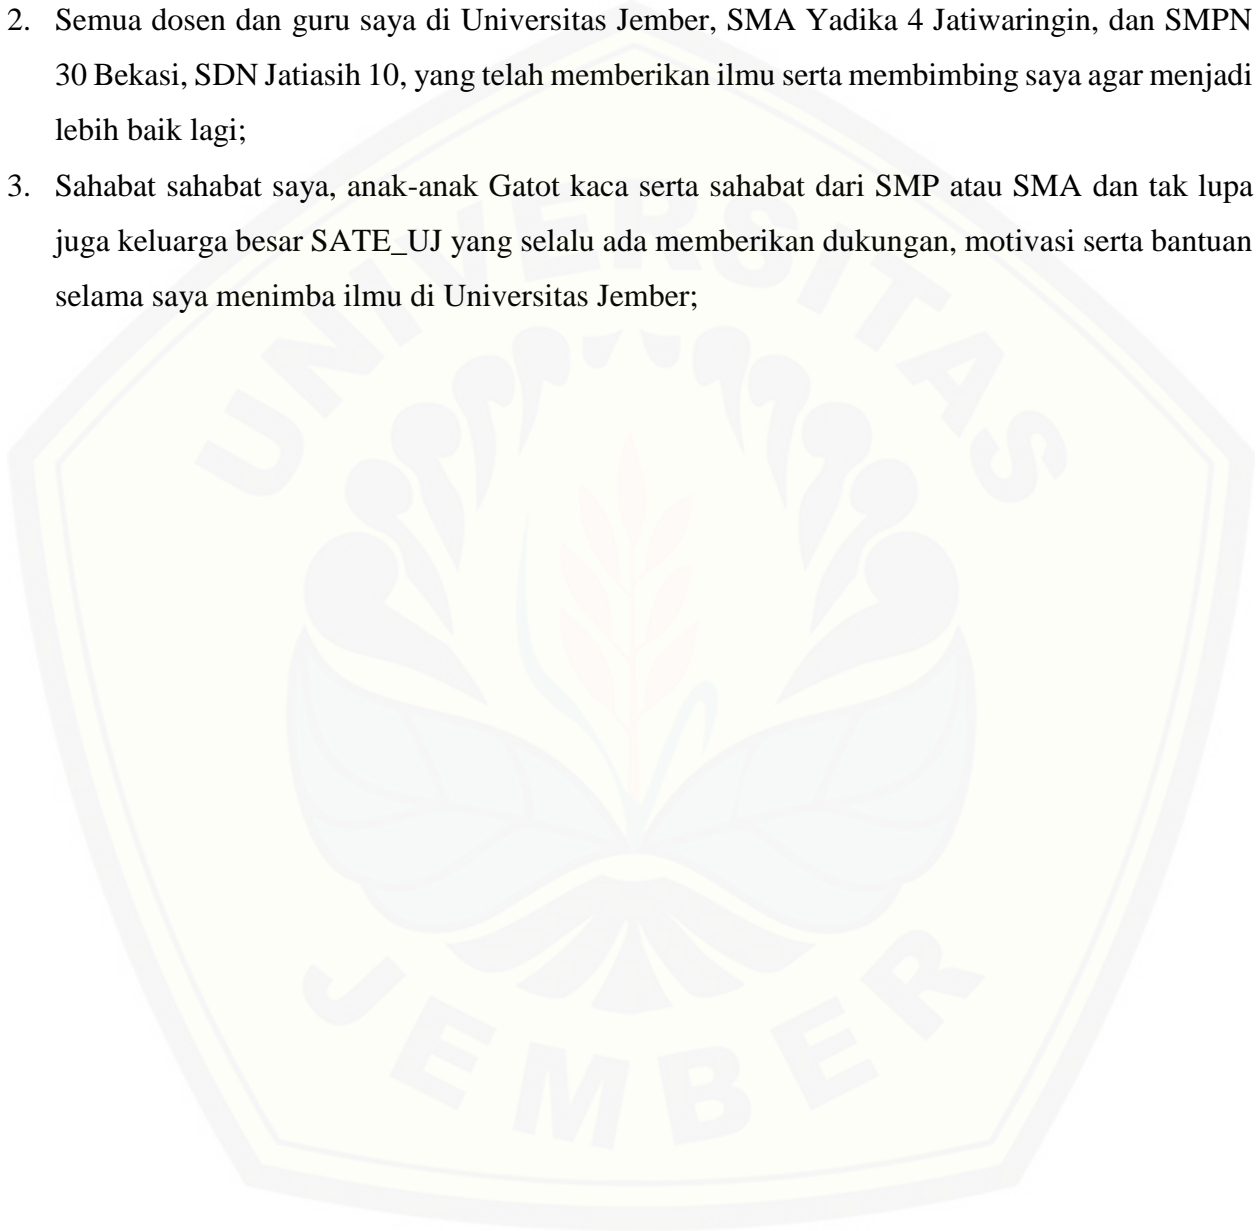 2. Semua dosen dan guru saya di Universitas Jember, SMA Yadika 4 Jatiwaringin, dan SMPN
30 Bekasi, SDN Jatiasih 10, yang telah memberikan ilmu serta membimbing saya agar menjadi
lebih baik lagi;
3. Sahabat sahabat saya, anak-anak Gatot kaca serta sahabat dari SMP atau SMA dan tak lupa
juga keluarga besar SATE_UJ yang selalu ada memberikan dukungan, motivasi serta bantuan
selama saya menimba ilmu di Universitas Jember;
UNIVERSITAS
JEMBER